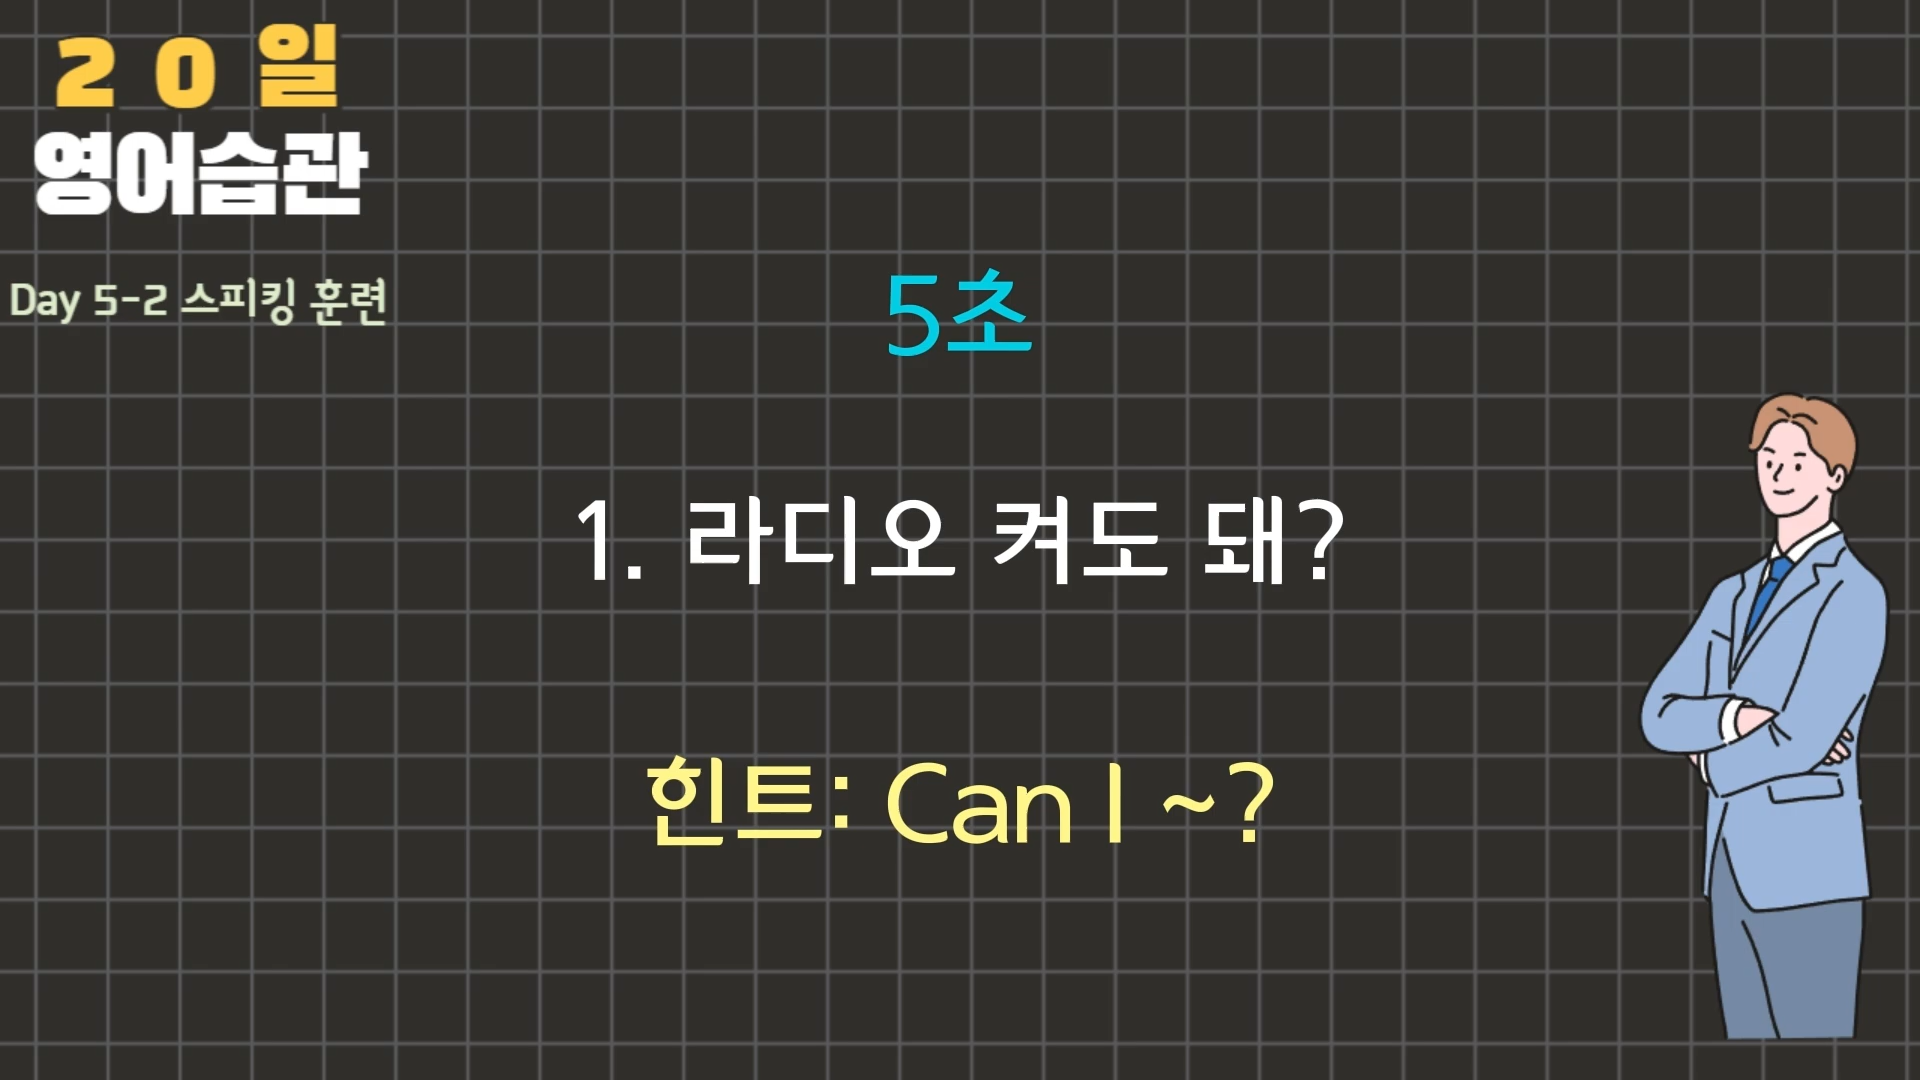 20일
영어습관
Day 5-2 스피킹 훈련
5초
1. 라디오 켜도 돼?
힌트: Can I ~?